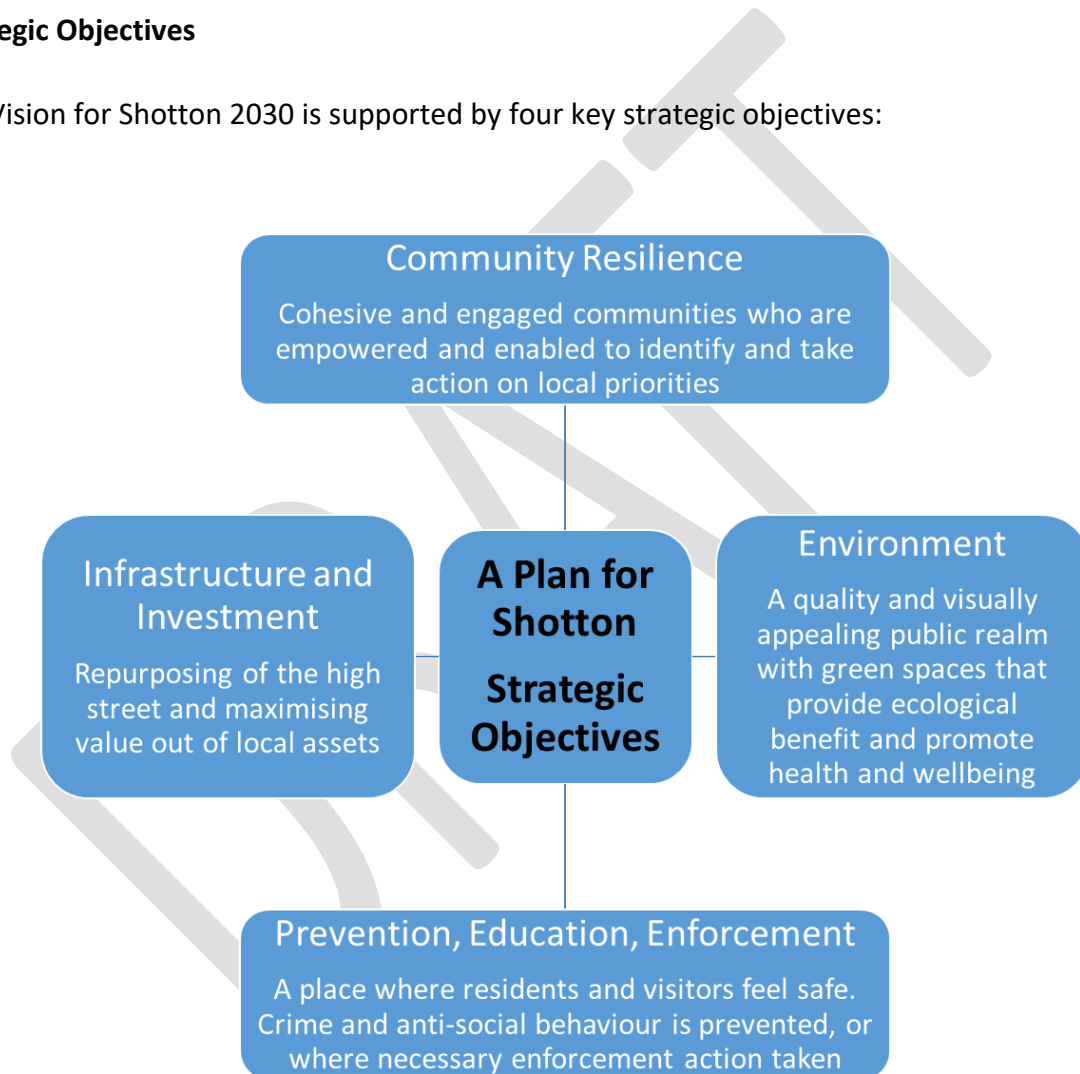 egic Objectives
Vision for Shotton 2030 is supported by four key strategic objectives:
Community Resilience
Cohesive and engaged communities who are
empowered and enabled to identify and take
action on local priorities
Infrastructure and
Investment
Repurposing of the high
street and maximising
value out of local assets
A Plan for
Shotton
Strategic
Objectives
Environment
A quality and visually
appealing public realm
with green spaces that
provide ecological
benefit and promote
health and wellbeing
Prevention, Education, Enforcement
A place where residents and visitors feel safe.
Crime and anti-social behaviour is prevented, or
where necessary enforcement action taken
DRAFT